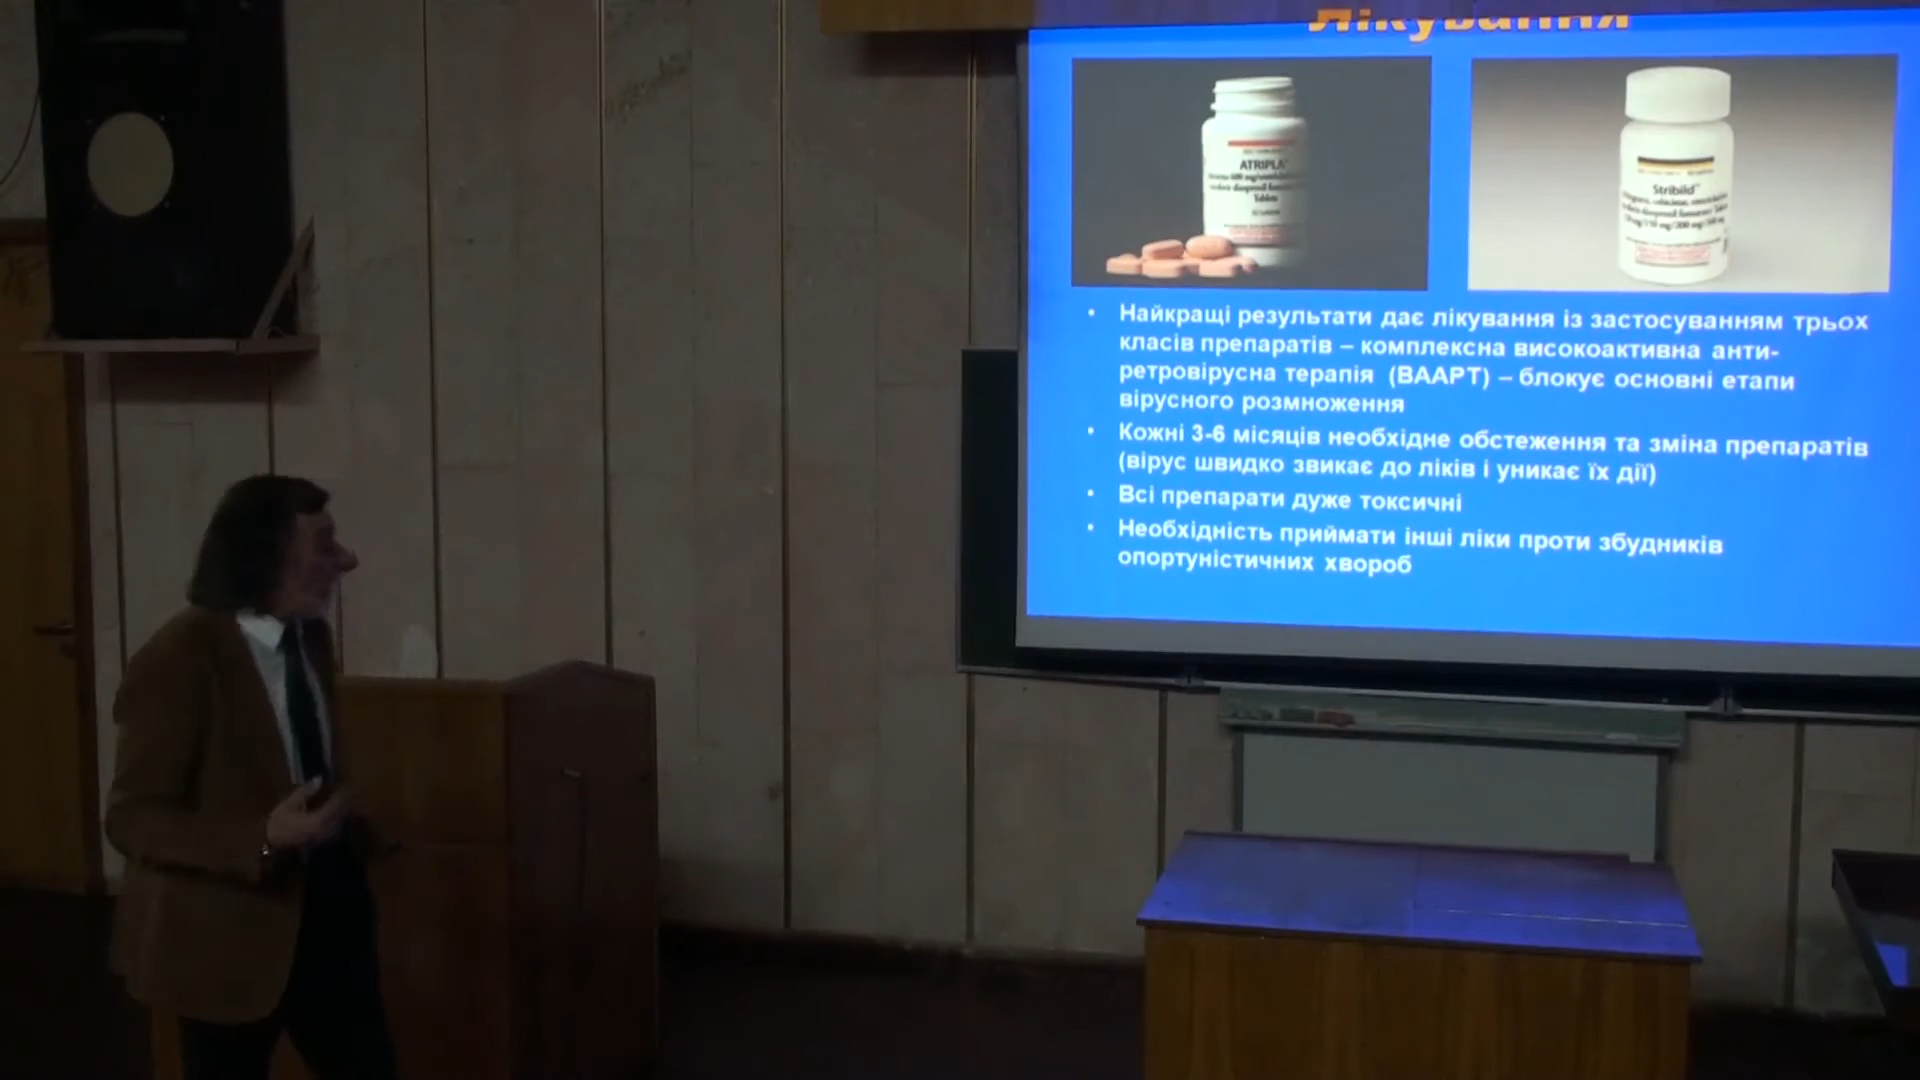 Лікування
ATRIPLA
Tablets
Stribild™
• Найкращі результати дає лікування із застосуванням трьох
класів препаратів – комплексна високоактивна анти-
ретровірусна терапія (ВААРТ) – блокує основні етапи
вірусного розмноження
• Кожні 3-6 місяців необхідне обстеження та зміна препаратів
(вірус швидко звикає до ліків і уникає їх дії)
• Всі препарати дуже токсичні
• Необхідність приймати інші ліки проти збудників
опортуністичних хвороб